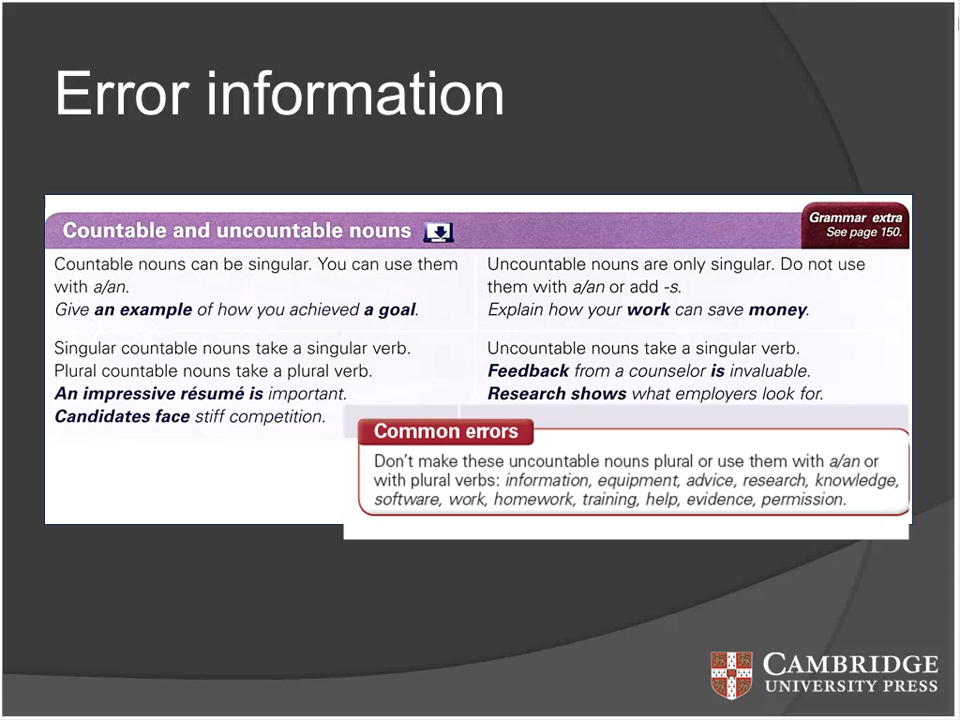 Error information
Countable and uncountable nouns
Grammar extra
See page 150.
Countable nouns can be singular. You can use them
with a/an.
Give an example of how you achieved a goal.
Uncountable nouns are only singular. Do not use
them with a/an or add -s.
Explain how your work can save money.
Singular countable nouns take a singular verb.
Plural countable nouns take a plural verb.
An impressive résumé is important.
Candidates face stiff competition.
Uncountable nouns take a singular verb.
Feedback from a counselor is invaluable.
Research shows what employers look for.
Common errors
Don't make these uncountable nouns plural or use them with a/an or
with plural verbs: information, equipment, advice, research, knowledge,
software, work, homework, training, help, evidence, permission.
CAMBRIDGE
UNIVERSITY PRESS